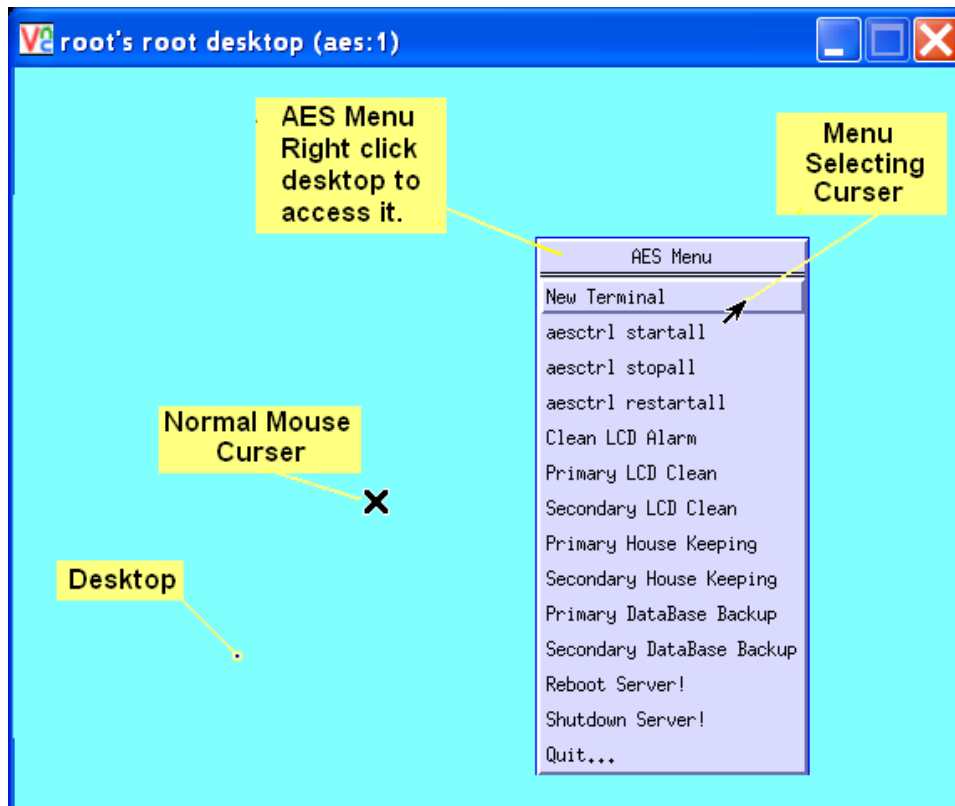 root's root desktop (aes:1)
AES Menu
Right click
desktop to
access it.
Menu
Selecting
Curser
AES Menu
New Terminal
aesctrl startall
aesctrl stopall
aesctrl restartall
Clean LCD Alarm
Primary LCD Clean
Secondary LCD Clean
Primary House Keeping
Secondary House Keeping
Primary DataBase Backup
Secondary DataBase Backup
Reboot Server!
Shutdown Server!
Quit...
Normal Mouse
Curser
Desktop